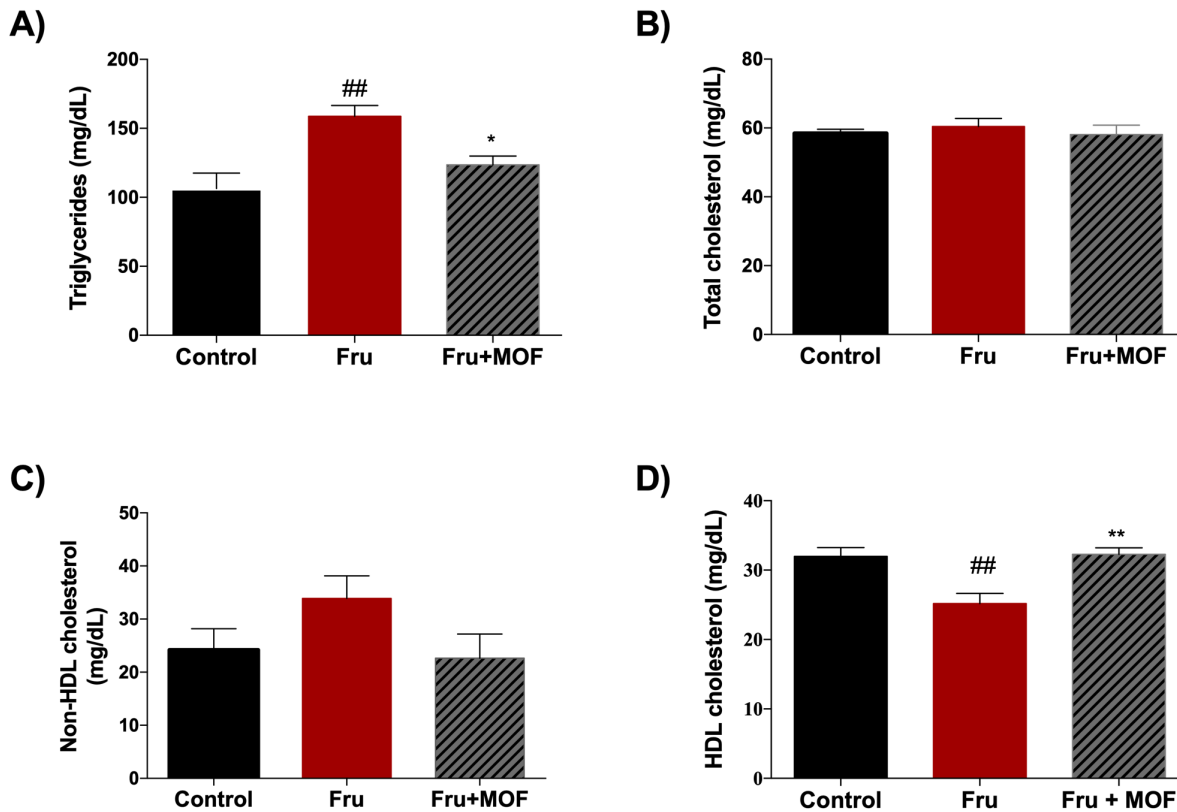 A)
Triglycerides (mg/dL)
200
150
100
50
0
##
*
Control Fru Fru+MOF
B)
Total cholesterol (mg/dL)
80
60
40
20
0
Control Fru Fru+MOF
C)
Non-HDL cholesterol
(mg/dL)
50
40
30
20
10
0
Control Fru Fru+MOF
D)
HDL cholesterol (mg/dL)
40
30
20
10
0
##
**
Control Fru Fru + MOF